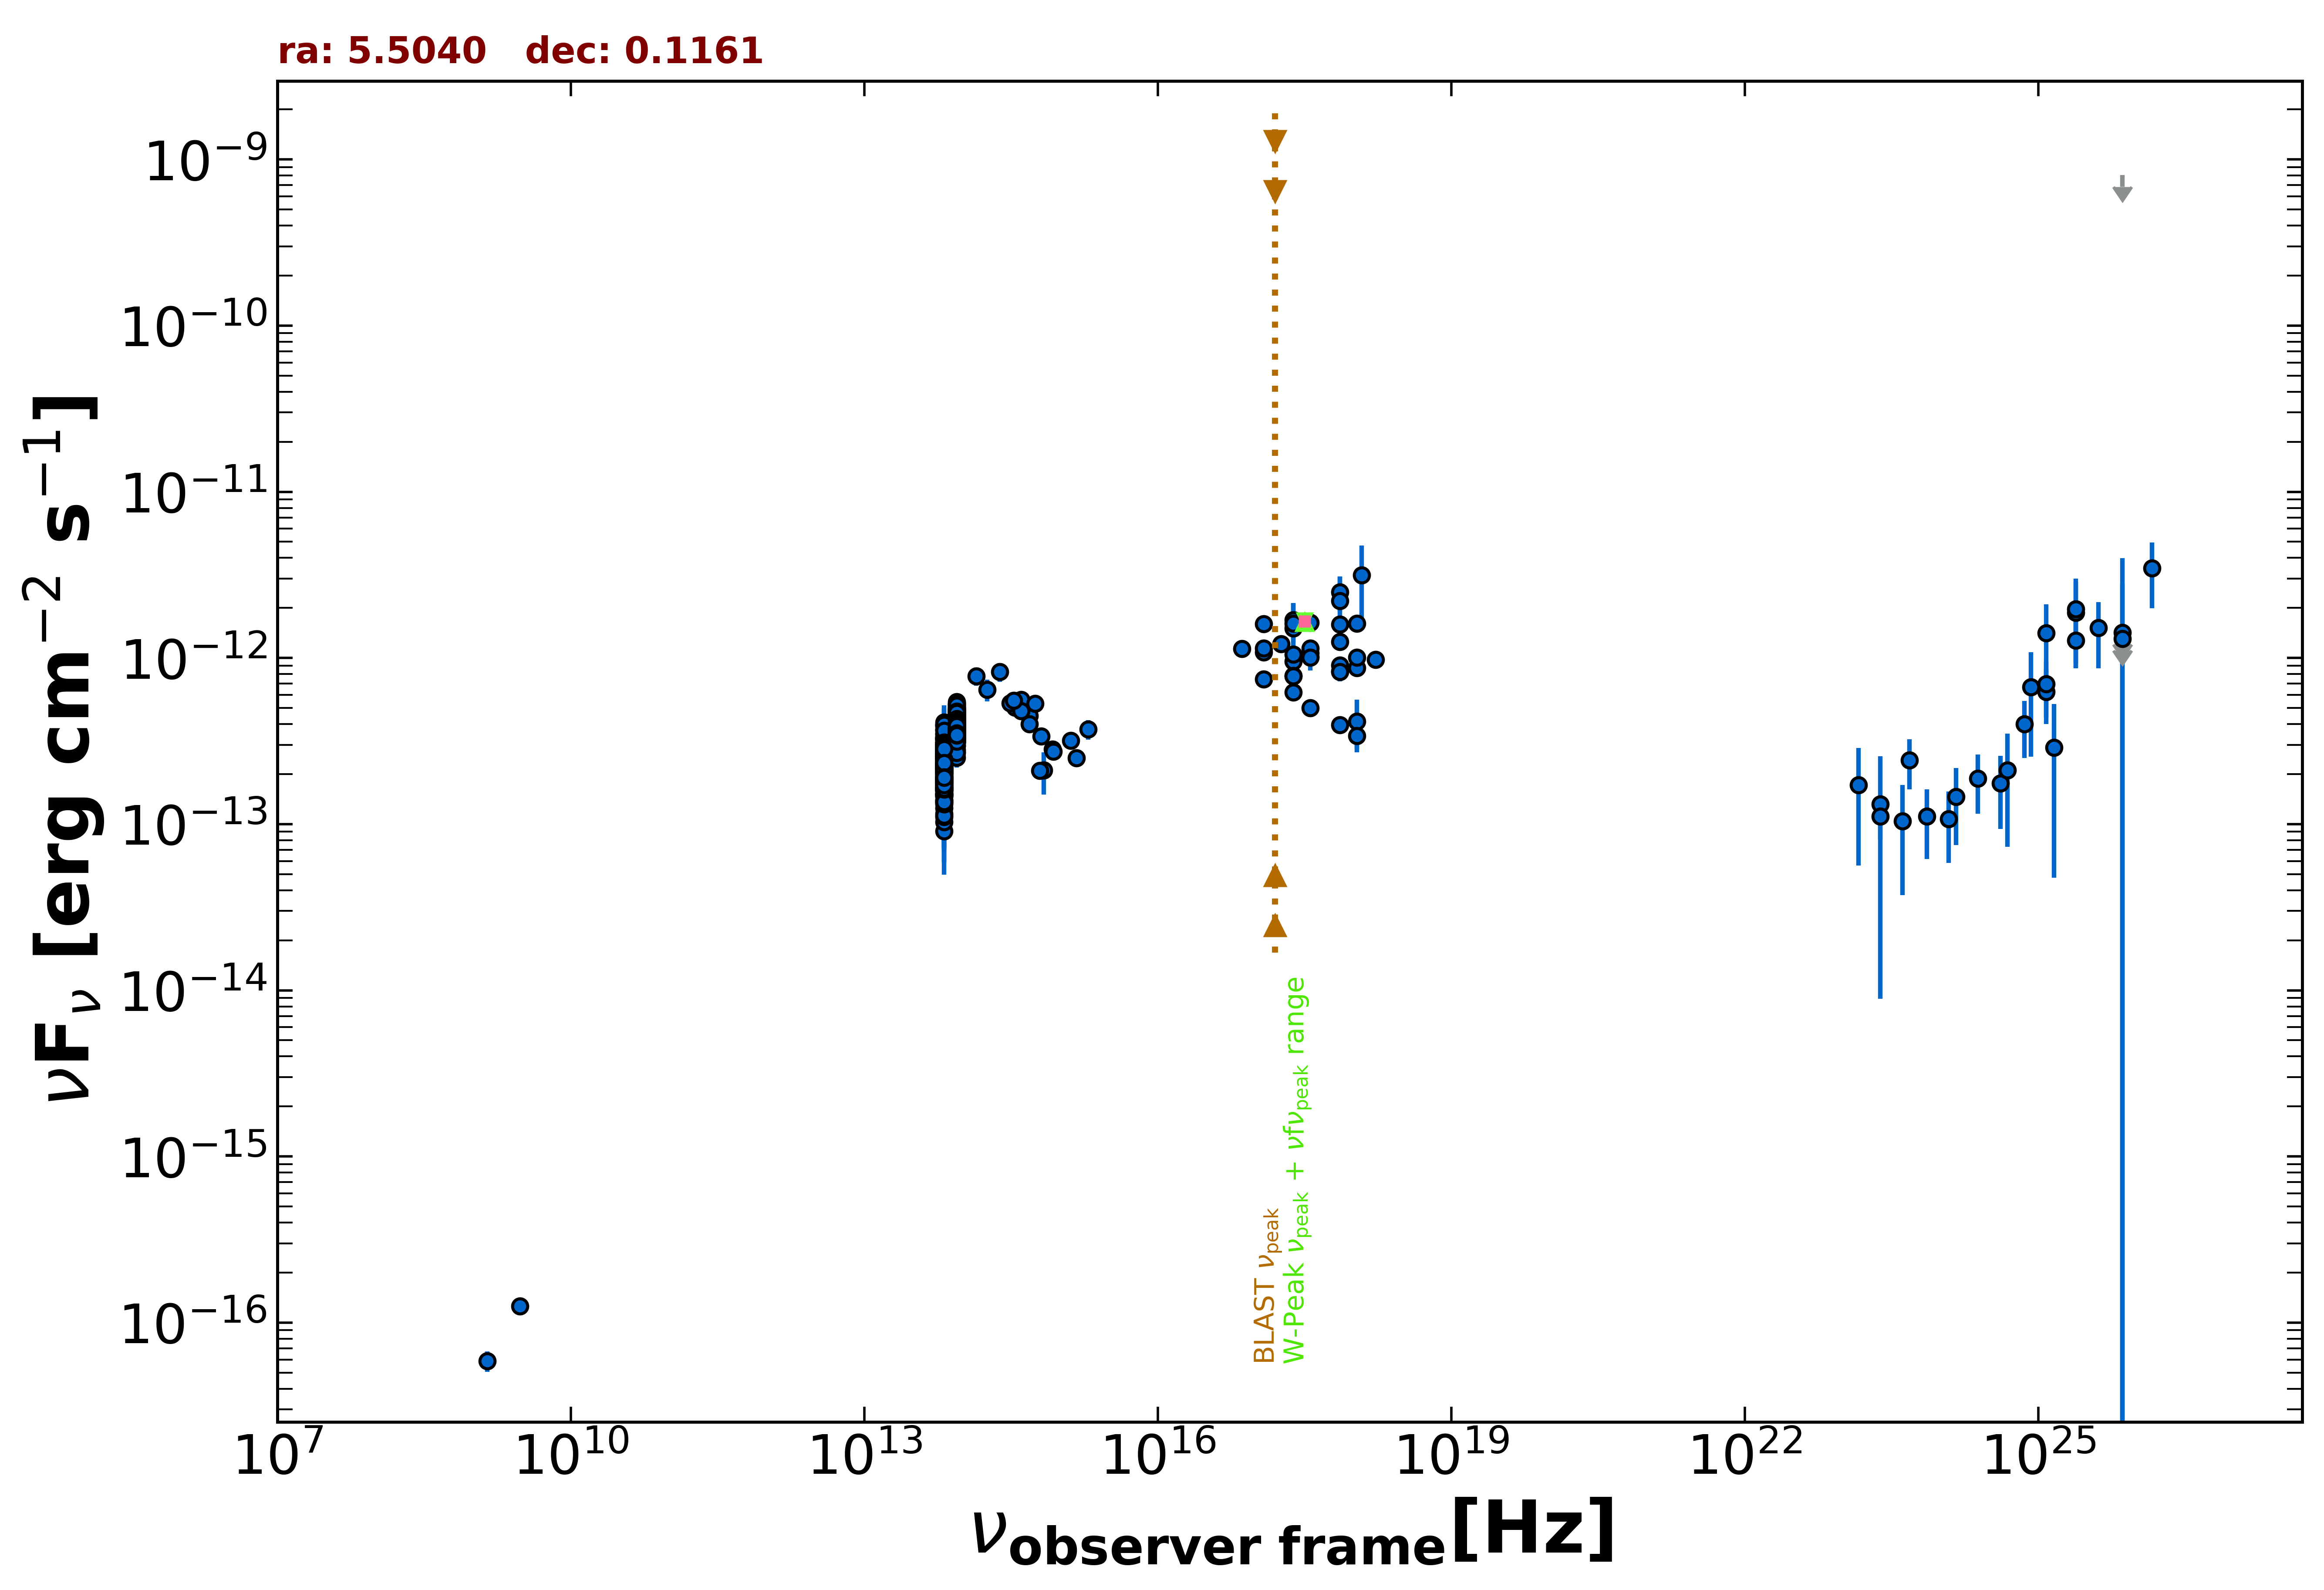 ra: 5.5040   dec: 0.1161
νFν [erg cm−2 s−1]
10−9
10−10
10−11
10−12
10−13
10−14
10−15
10−16
BLAST νpeak
W-Peak νpeak + νfνpeak range
107 1010 1013 1016 1019 1022 1025
νobserver frame[Hz]